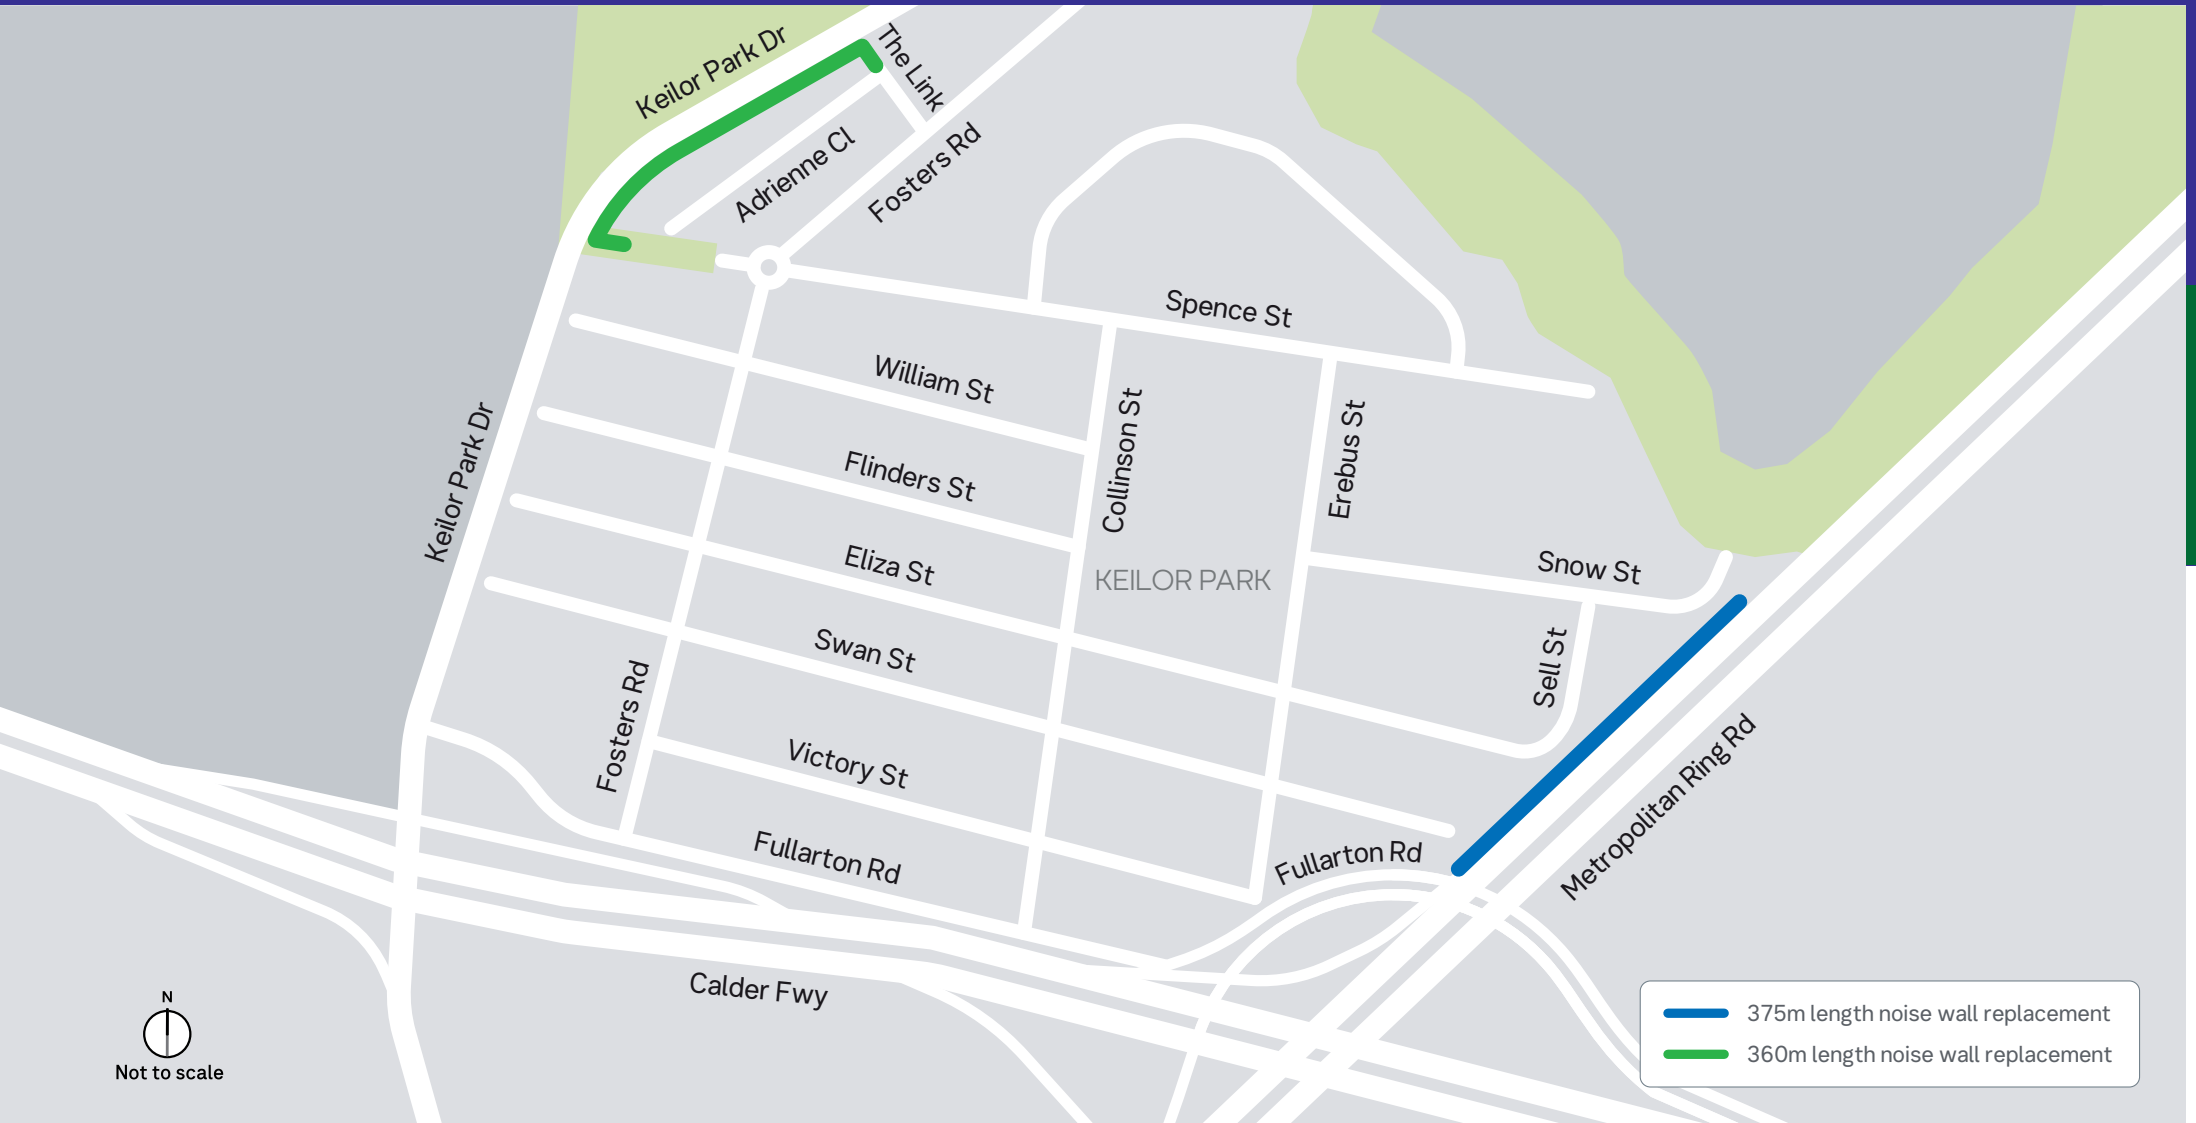 Keilor Park Dr
The Link
Adrienne Cl
Fosters Rd
Spence St
William St
Collinson St
Erebus St
Keilor Park Dr
Flinders St
Eliza St
KEILOR PARK
Snow St
Swan St
Sell St
Fosters Rd
Victory St
Metropolitan Ring Rd
Fullarton Rd
Fullarton Rd
Calder Fwy
N
Not to scale
375m length noise wall replacement
360m length noise wall replacement